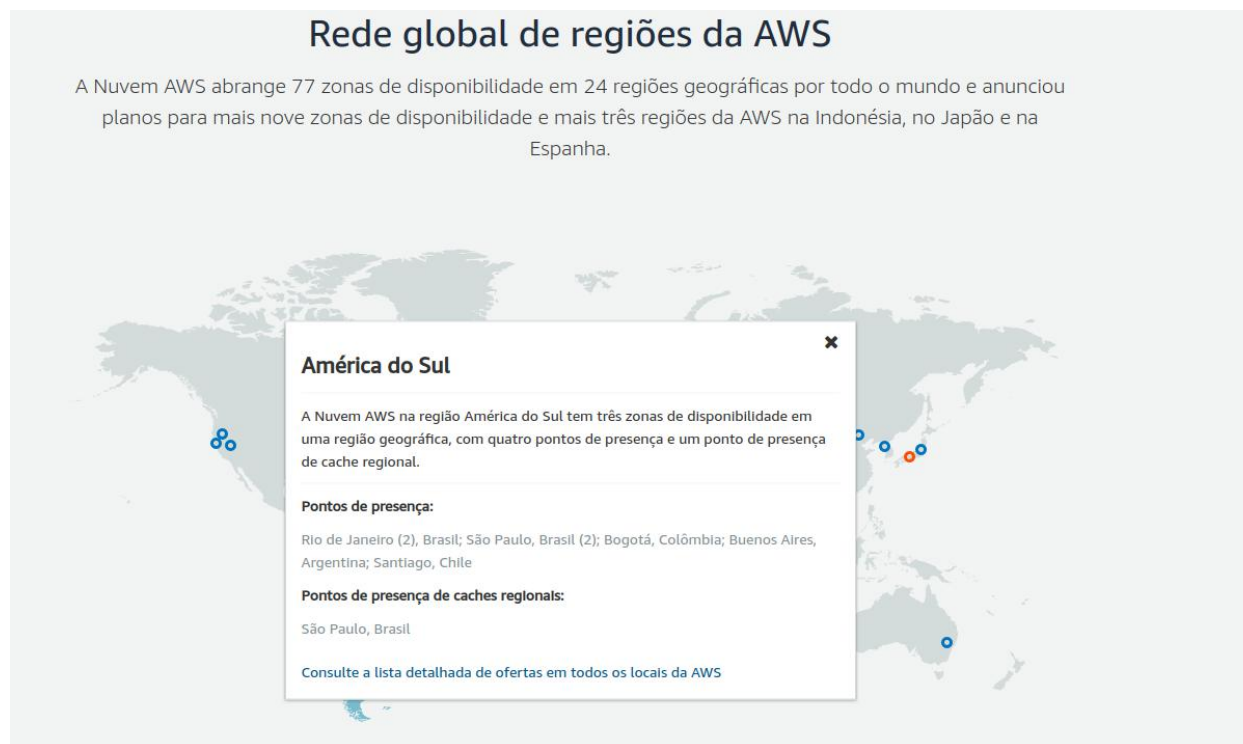 Rede global de regiões da AWS
A Nuvem AWS abrange 77 zonas de disponibilidade em 24 regiões geográficas por todo o mundo e anunciou
planos para mais nove zonas de disponibilidade e mais três regiões da AWS na Indonésia, no Japão e na
Espanha.
América do Sul
A Nuvem AWS na região América do Sul tem três zonas de disponibilidade em
uma região geográfica, com quatro pontos de presença e um ponto de presença
de cache regional.
Pontos de presença:
Rio de Janeiro (2), Brasil; São Paulo, Brasil (2); Bogotá, Colômbia; Buenos Aires,
Argentina; Santiago, Chile
Pontos de presença de caches regionais:
São Paulo, Brasil
Consulte a lista detalhada de ofertas em todos os locais da AWS